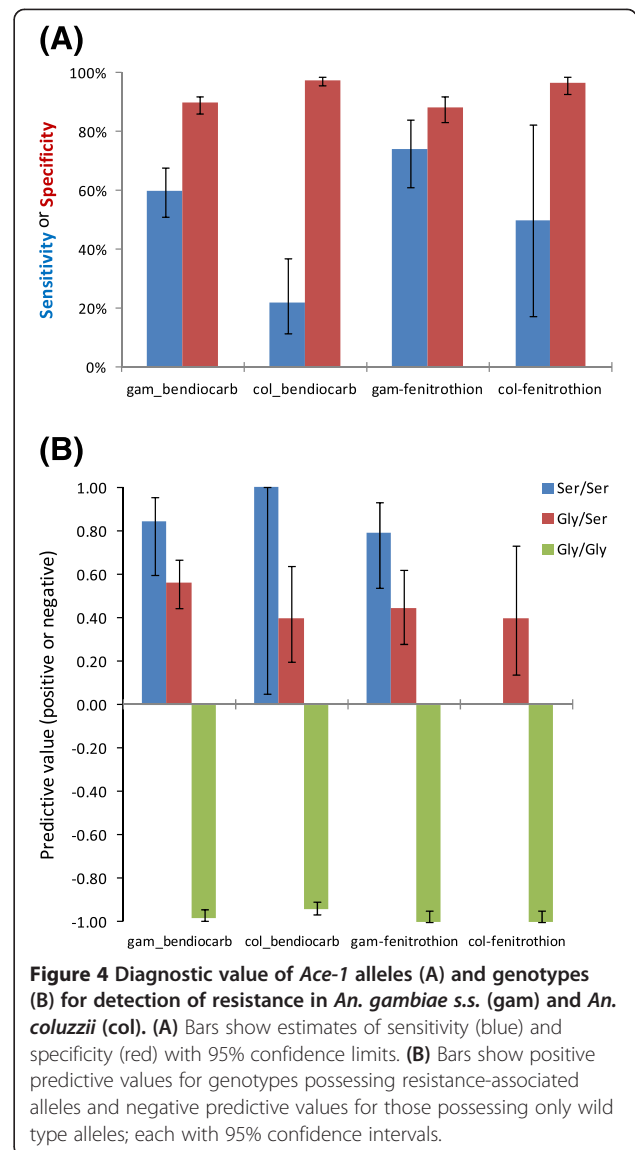 (A)
100%
80%
60%
40%
20%
0%
Sensitivity or Specificity
gam_bendiocarb col_bendiocarb gam-fenitrothion col-fenitrothion
(B)
1.00
0.80
0.60
0.40
0.20
0.00
-0.20
-0.40
-0.60
-0.80
-1.00
Predictive value (positive or negative)
Ser/Ser
Gly/Ser
Gly/Gly
gam_bendiocarb col_bendiocarb gam-fenitrothion col-fenitrothion
Figure 4 Diagnostic value of Ace-1 alleles (A) and genotypes
(B) for detection of resistance in An. gambiae s.s. (gam) and An.
coluzzii (col). (A) Bars show estimates of sensitivity (blue) and
specificity (red) with 95% confidence limits. (B) Bars show positive
predictive values for genotypes possessing resistance-associated
alleles and negative predictive values for those possessing only wild
type alleles; each with 95% confidence intervals.